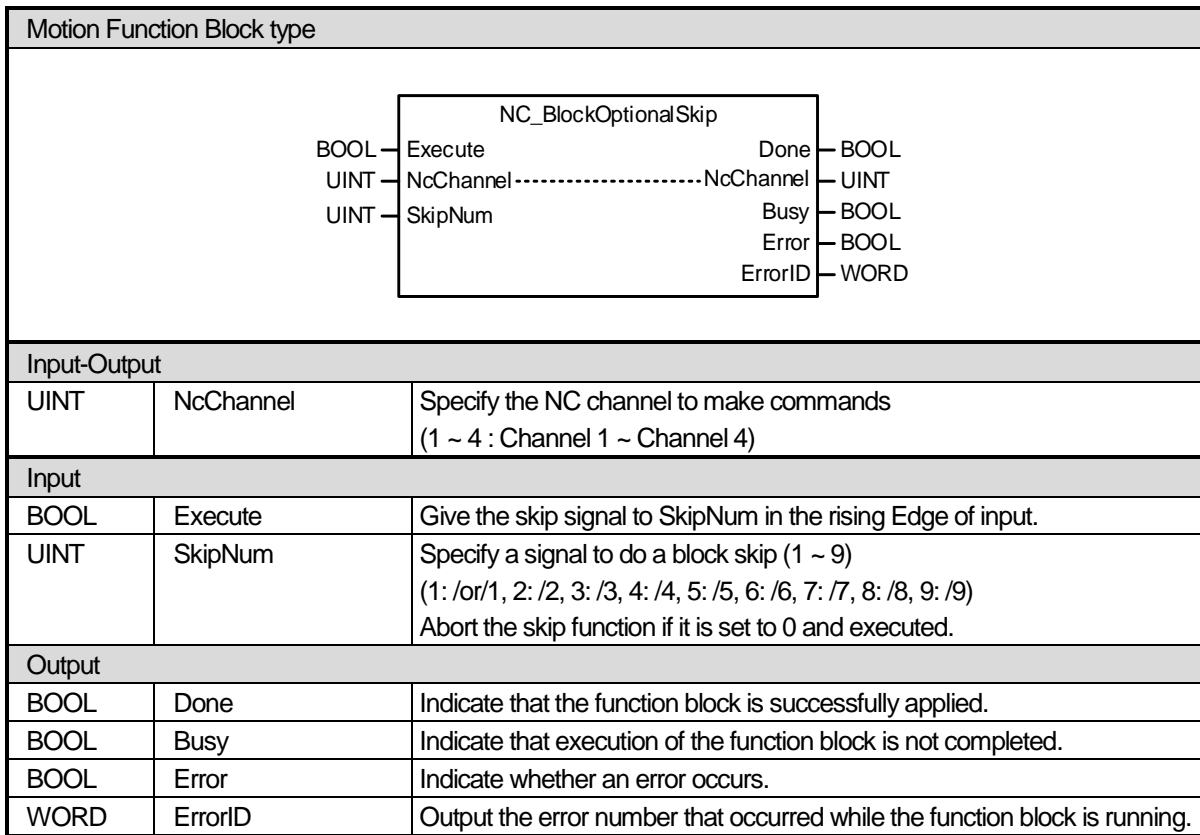 Motion Function Block type
NC_BlockOptionalSkip
BOOL Execute Done BOOL
UINT NcChannel NcChannel UINT
UINT SkipNum Busy BOOL
Error BOOL
ErrorID WORD
Input-Output
UINT NcChannel Specify the NC channel to make commands
(1 ~ 4 : Channel 1 ~ Channel 4)
Input
BOOL Execute Give the skip signal to SkipNum in the rising Edge of input.
UINT SkipNum Specify a signal to do a block skip (1 ~ 9)
(1: /or/1, 2: /2, 3: /3, 4: /4, 5: /5, 6: /6, 7: /7, 8: /8, 9: /9)
Abort the skip function if it is set to 0 and executed.
Output
BOOL Done Indicate that the function block is successfully applied.
BOOL Busy Indicate that execution of the function block is not completed.
BOOL Error Indicate whether an error occurs.
WORD ErrorID Output the error number that occurred while the function block is running.